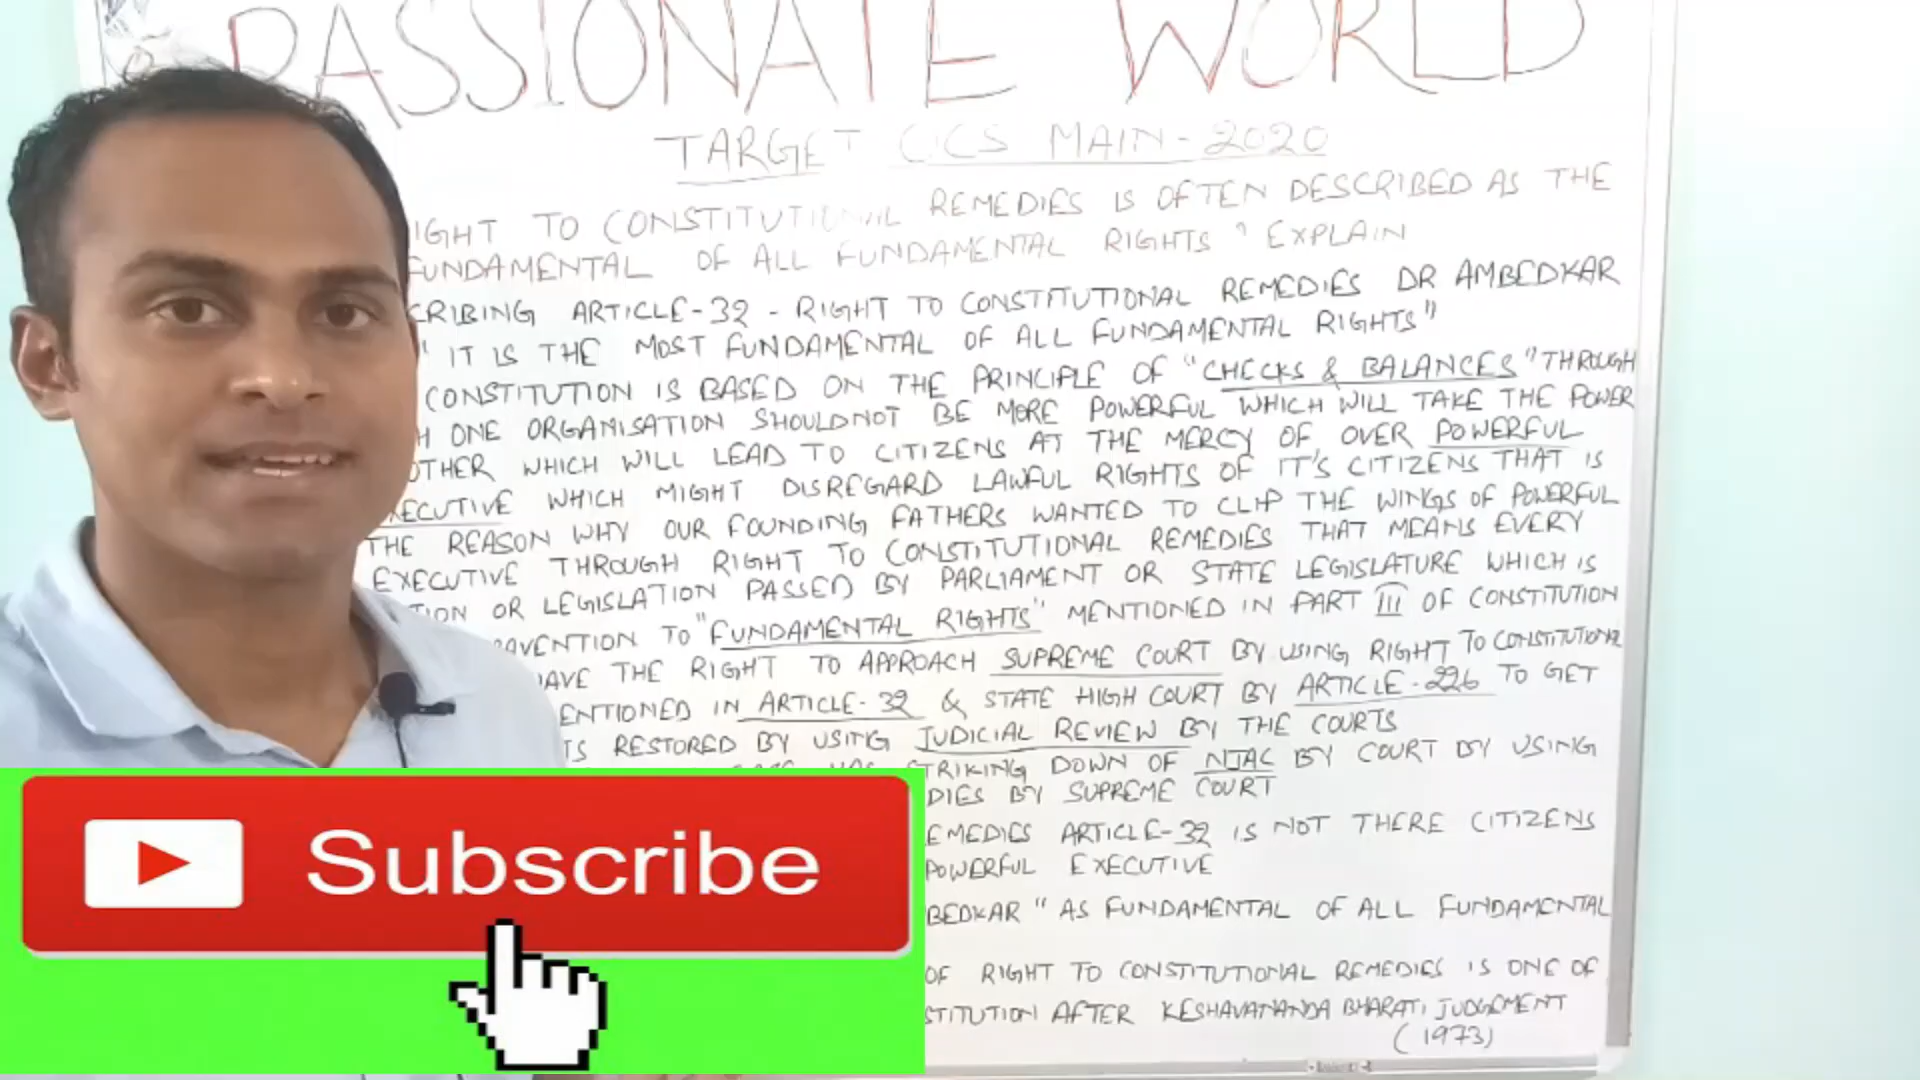 PASSIONATE WORLD
TARGET CCS MAIN-2020
IGHT TO CONSTITUTIONAL REMEDIES IS OFTEN DESCRIBED AS THE
FUNDAMENTAL OF ALL FUNDAMENTAL RIGHTS" EXPLAIN
CRIBING ARTICLE-32 - RIGHT TO CONSTITUTIONAL REMEDIES DR AMBEDKAR
" IT IS THE MOST FUNDAMENTAL OF ALL FUNDAMENTAL RIGHTS"
CONSTITUTION IS BASED ON THE PRINCIPLE OF "CHECKS & BALANCES" THROUGH
H ONE ORGANISATION SHOULD NOT BE MORE POWERFUL WHICH WILL TAKE THE POWER
OTHER WHICH WILL LEAD TO CITIZENS AT THE MERCY OF OVER POWERFUL
EXECUTIVE WHICH MIGHT DISREGARD LAWFUL RIGHTS OF IT'S CITIZENS THAT IS
THE REASON WHY OUR FOUNDING FATHERS WANTED TO CLIP THE WINGS OF POWERFUL
EXECUTIVE THROUGH RIGHT TO CONSTITUTIONAL REMEDIES THAT MEANS EVERY
TION OR LEGISLATION PASSED BY PARLIAMENT OR STATE LEGISLATURE WHICH IS
RAVENTION TO "FUNDAMENTAL RIGHTS" MENTIONED IN PART III OF CONSTITUTION
AVE THE RIGHT TO APPROACH SUPREME COURT BY USING RIGHT TO CONSTITUTIONAL
ENTIONED IN ARTICLE-32 & STATE HIGH COURT BY ARTICLE-226 TO GET
TS RESTORED BY USING JUDICIAL REVIEW BY THE COURTS
STRIKING DOWN OF NJAC BY COURT BY USING
DIES BY SUPREME COURT
EMEDIES ARTICLE-32 IS NOT THERE CITIZENS
POWERFUL EXECUTIVE
BEDKAR " AS FUNDAMENTAL OF ALL FUNDAMENTAL
OF RIGHT TO CONSTITUTIONAL REMEDIES IS ONE OF
STITUTION AFTER KESHAVANANDA BHARATI JUDGEMENT
(1973)
Subscribe